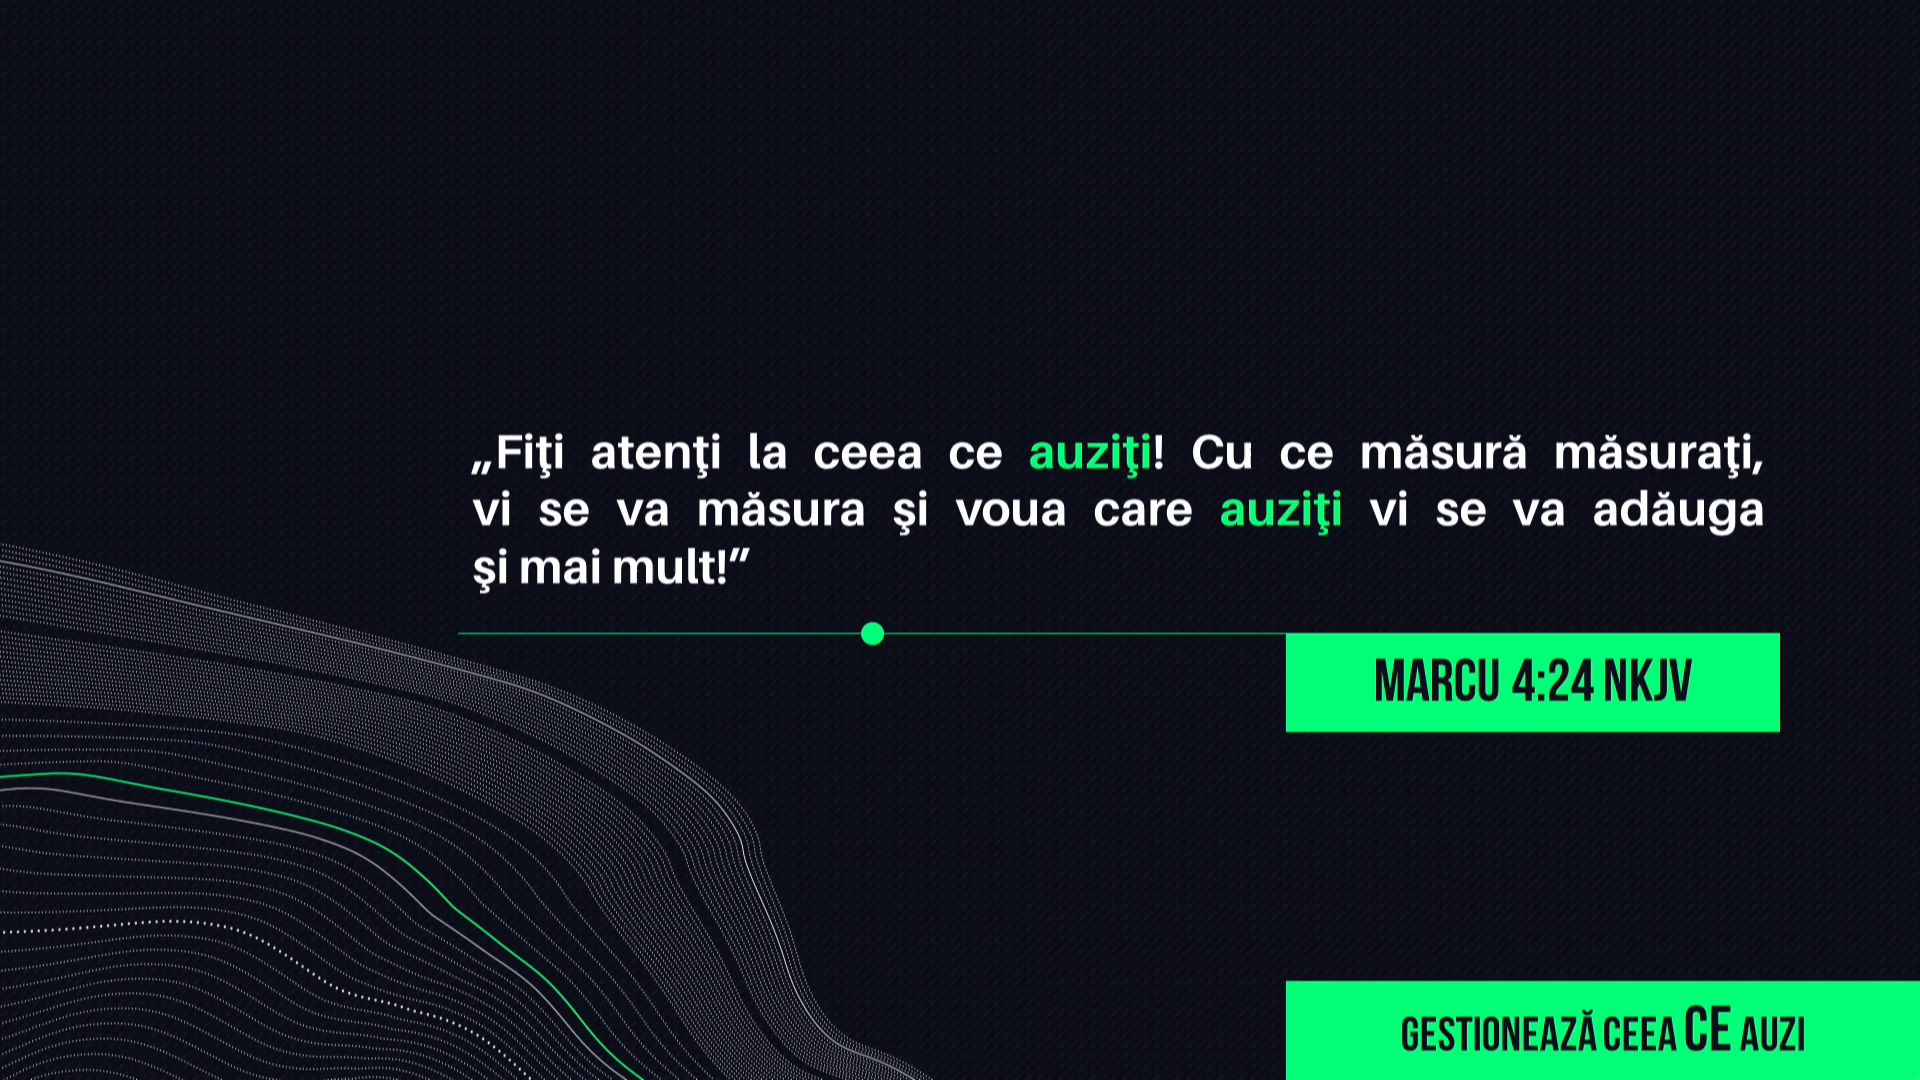 „Fiţi atenţi la ceea ce auziţi! Cu ce măsură măsuraţi,
vi se va măsura şi voua care auziţi vi se va adăuga
şi mai mult!”
MARCU 4:24 NKJV
GESTIONEAZĂ CEEA CE AUZI